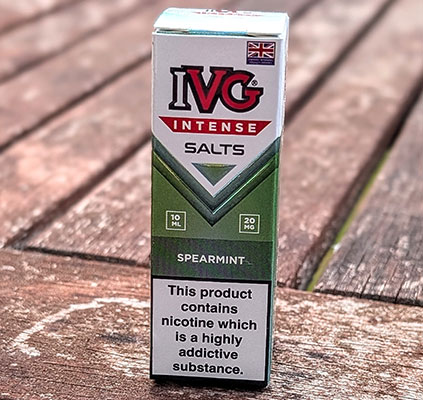 IVG®
INTENSE
SALTS
10
ML
20
MG
SPEARMINT
This product
contains
nicotine which
is a highly
addictive
substance.